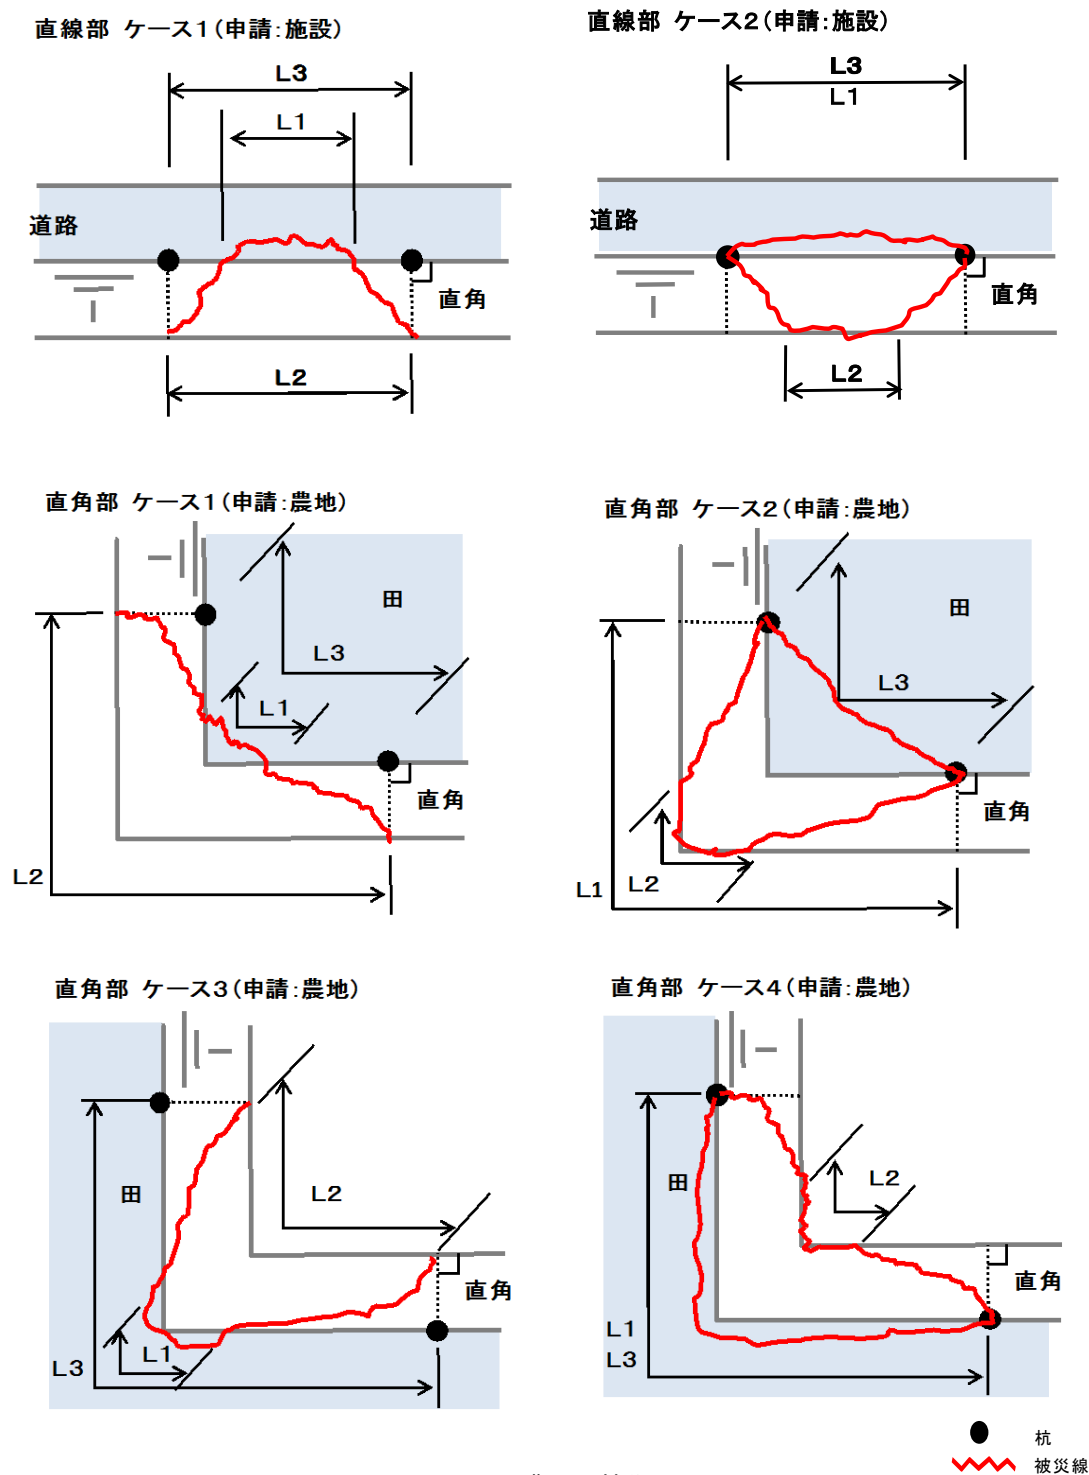 直線部 ケース1(申請:施設)
L3
L1
道路
直角
L2
直線部 ケース2(申請:施設)
L3
L1
道路
直角
L2
直角部 ケース1(申請:農地)
田
L3
L1
直角
L2
直角部 ケース2(申請:農地)
田
L3
直角
L2
L1
直角部 ケース3(申請:農地)
田
L2
直角
L1
L3
直角部 ケース4(申請:農地)
田
L2
直角
L1
L3
杭
被災線